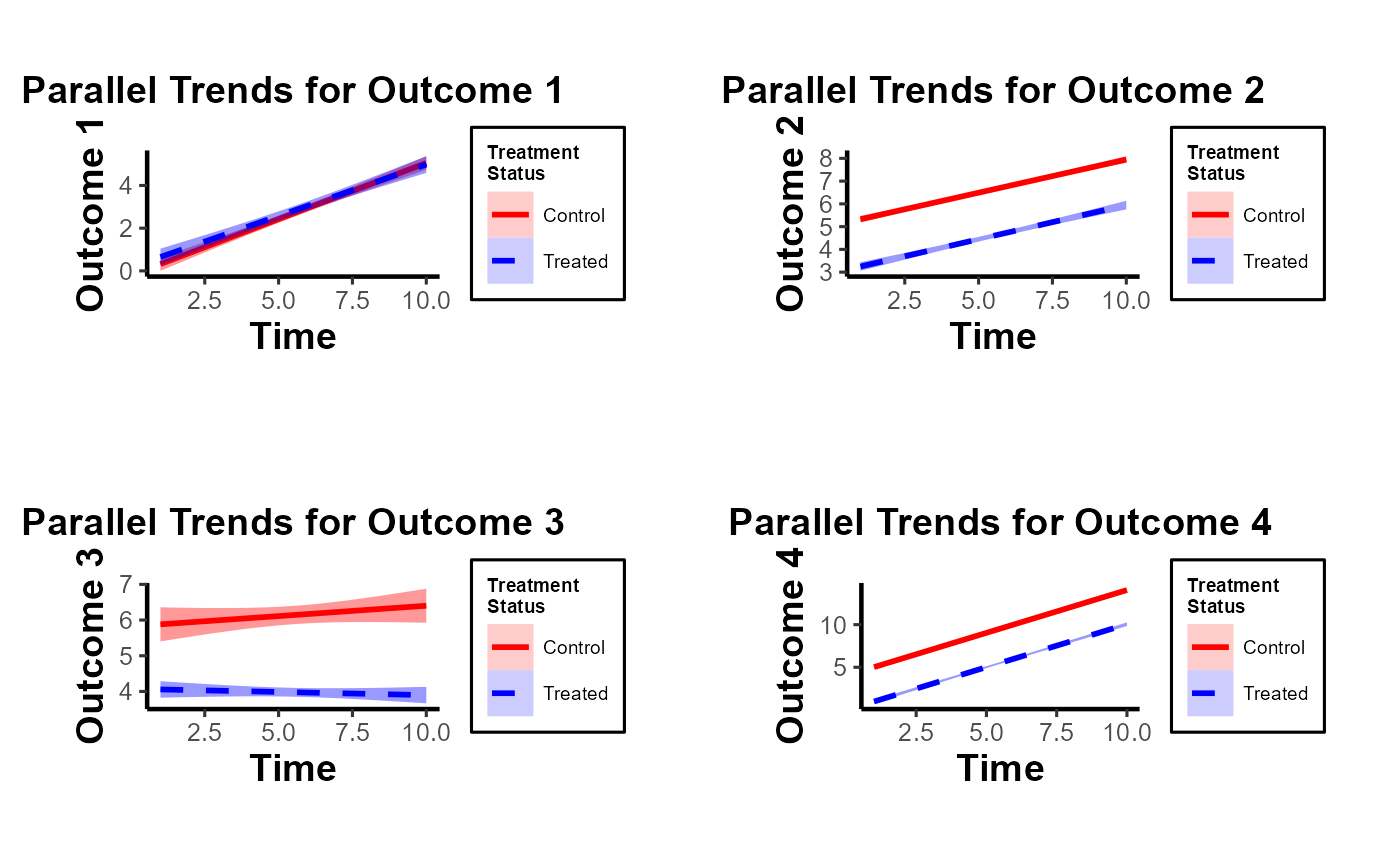 Parallel Trends for Outcome 1
Outcome 1
4
2
0
2.5 5.0 7.5 10.0
Time
Treatment
Status
Control
Treated
Parallel Trends for Outcome 2
Outcome 2
8
7
6
5
4
3
2.5 5.0 7.5 10.0
Time
Treatment
Status
Control
Treated
Parallel Trends for Outcome 3
Outcome 3
7
6
5
4
2.5 5.0 7.5 10.0
Time
Treatment
Status
Control
Treated
Parallel Trends for Outcome 4
Outcome 4
10
5
2.5 5.0 7.5 10.0
Time
Treatment
Status
Control
Treated